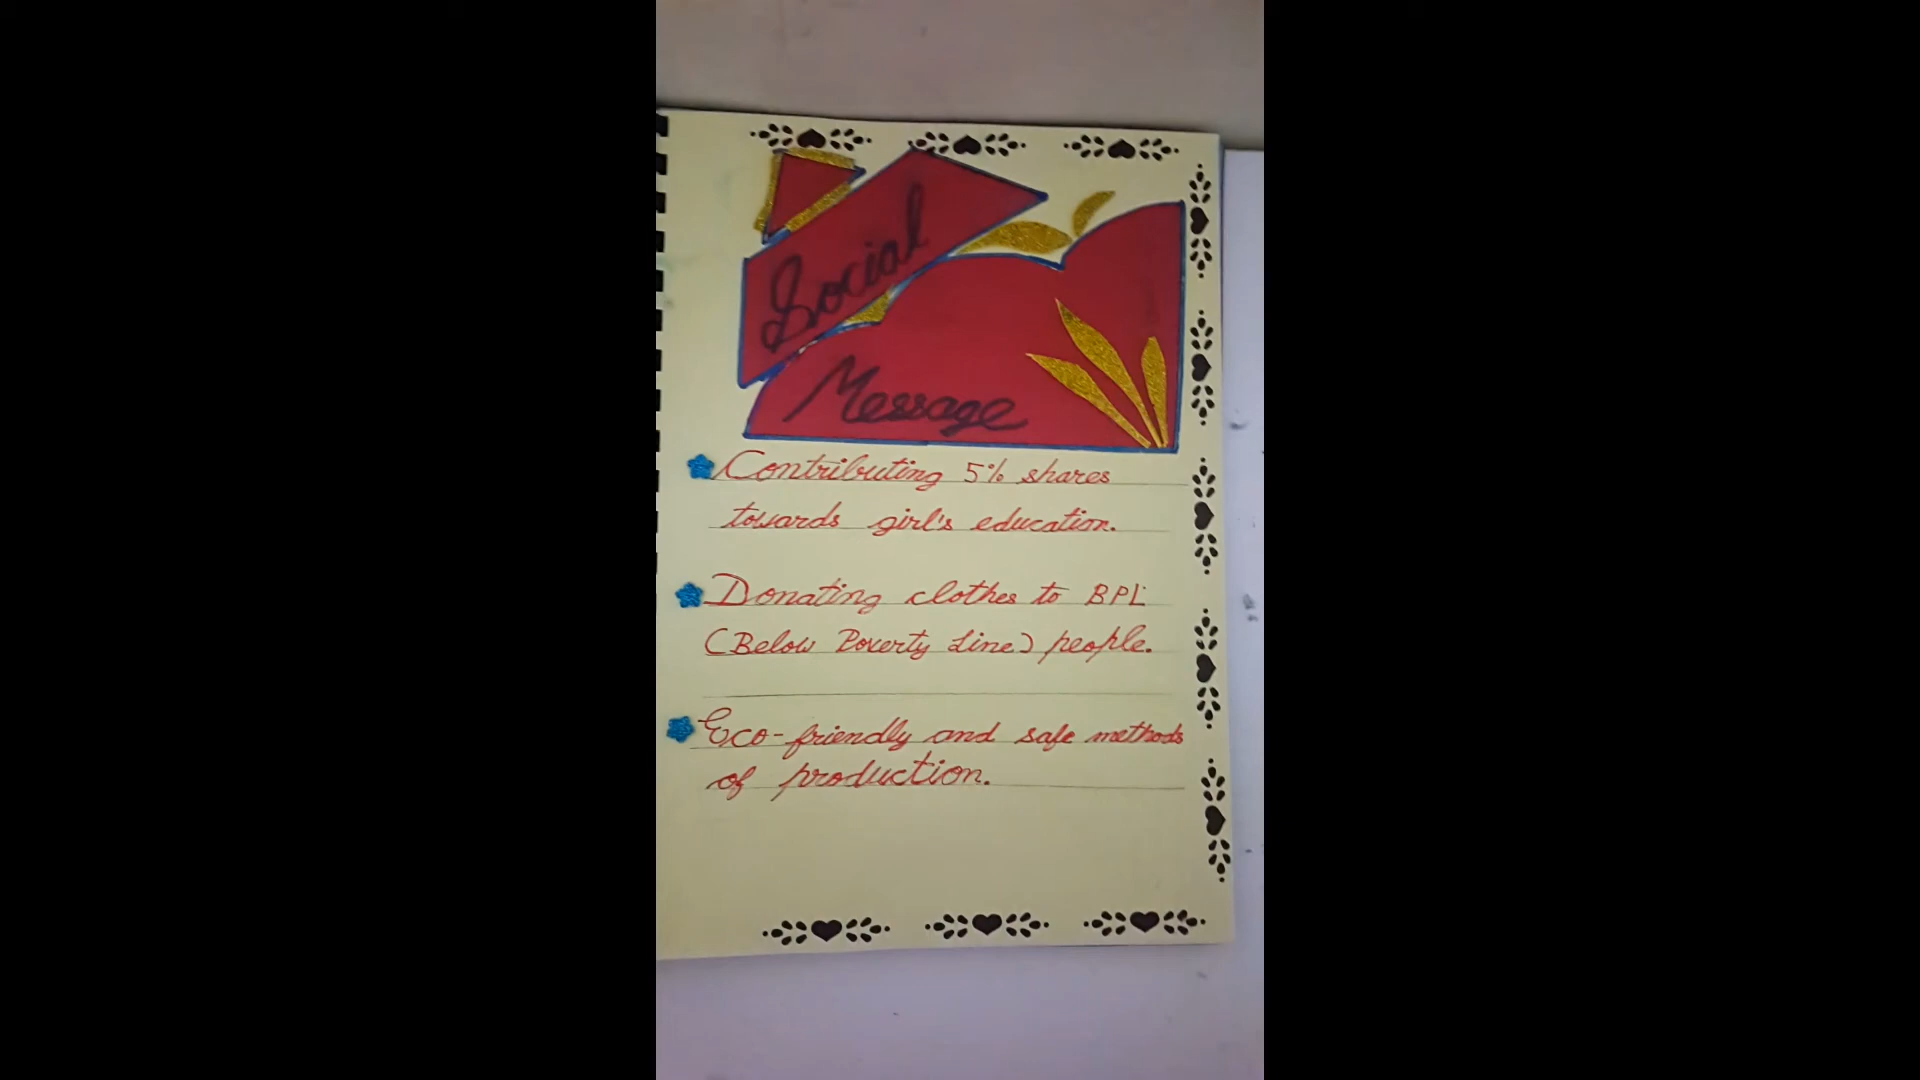 Social
Message
Contributing 5% shares
towards girl's education.
Donating clothes to BPL
(Below Poverty Line) people.
Eco-friendly and safe methods
of production.